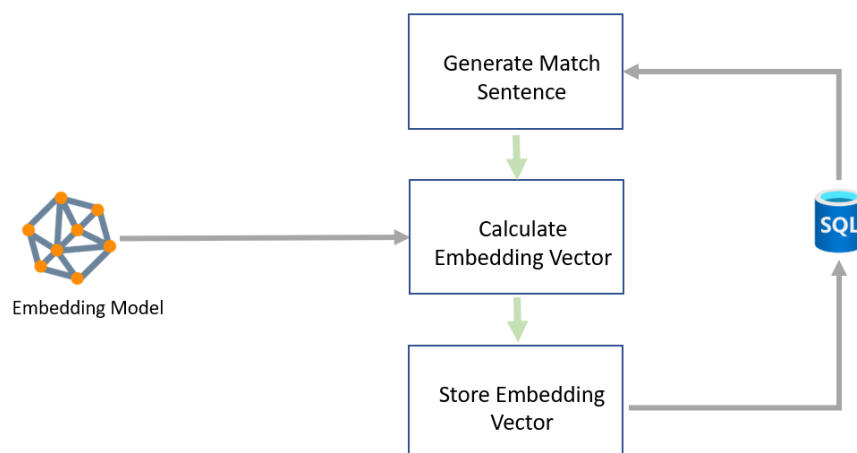 Generate Match
Sentence
Calculate
Embedding Vector
SQL
Embedding Model
Store Embedding
Vector